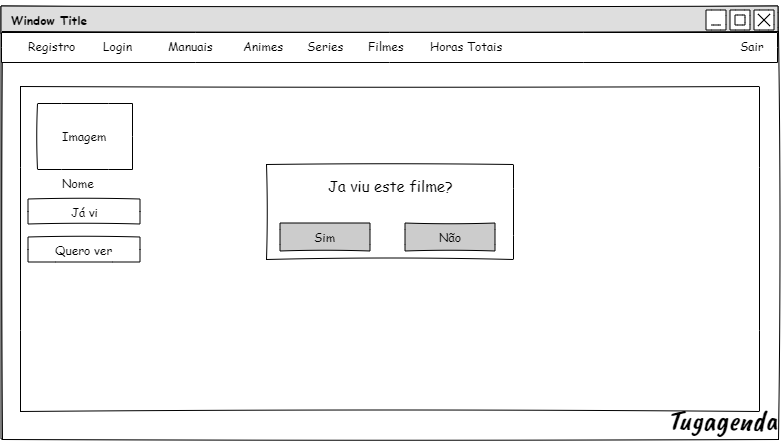 Window Title
Registro Login Manuais Animes Series Filmes Horas Totais Sair
Imagem
Nome
Já vi
Quero ver
Ja viu este filme?
Sim Não
Tugagenda